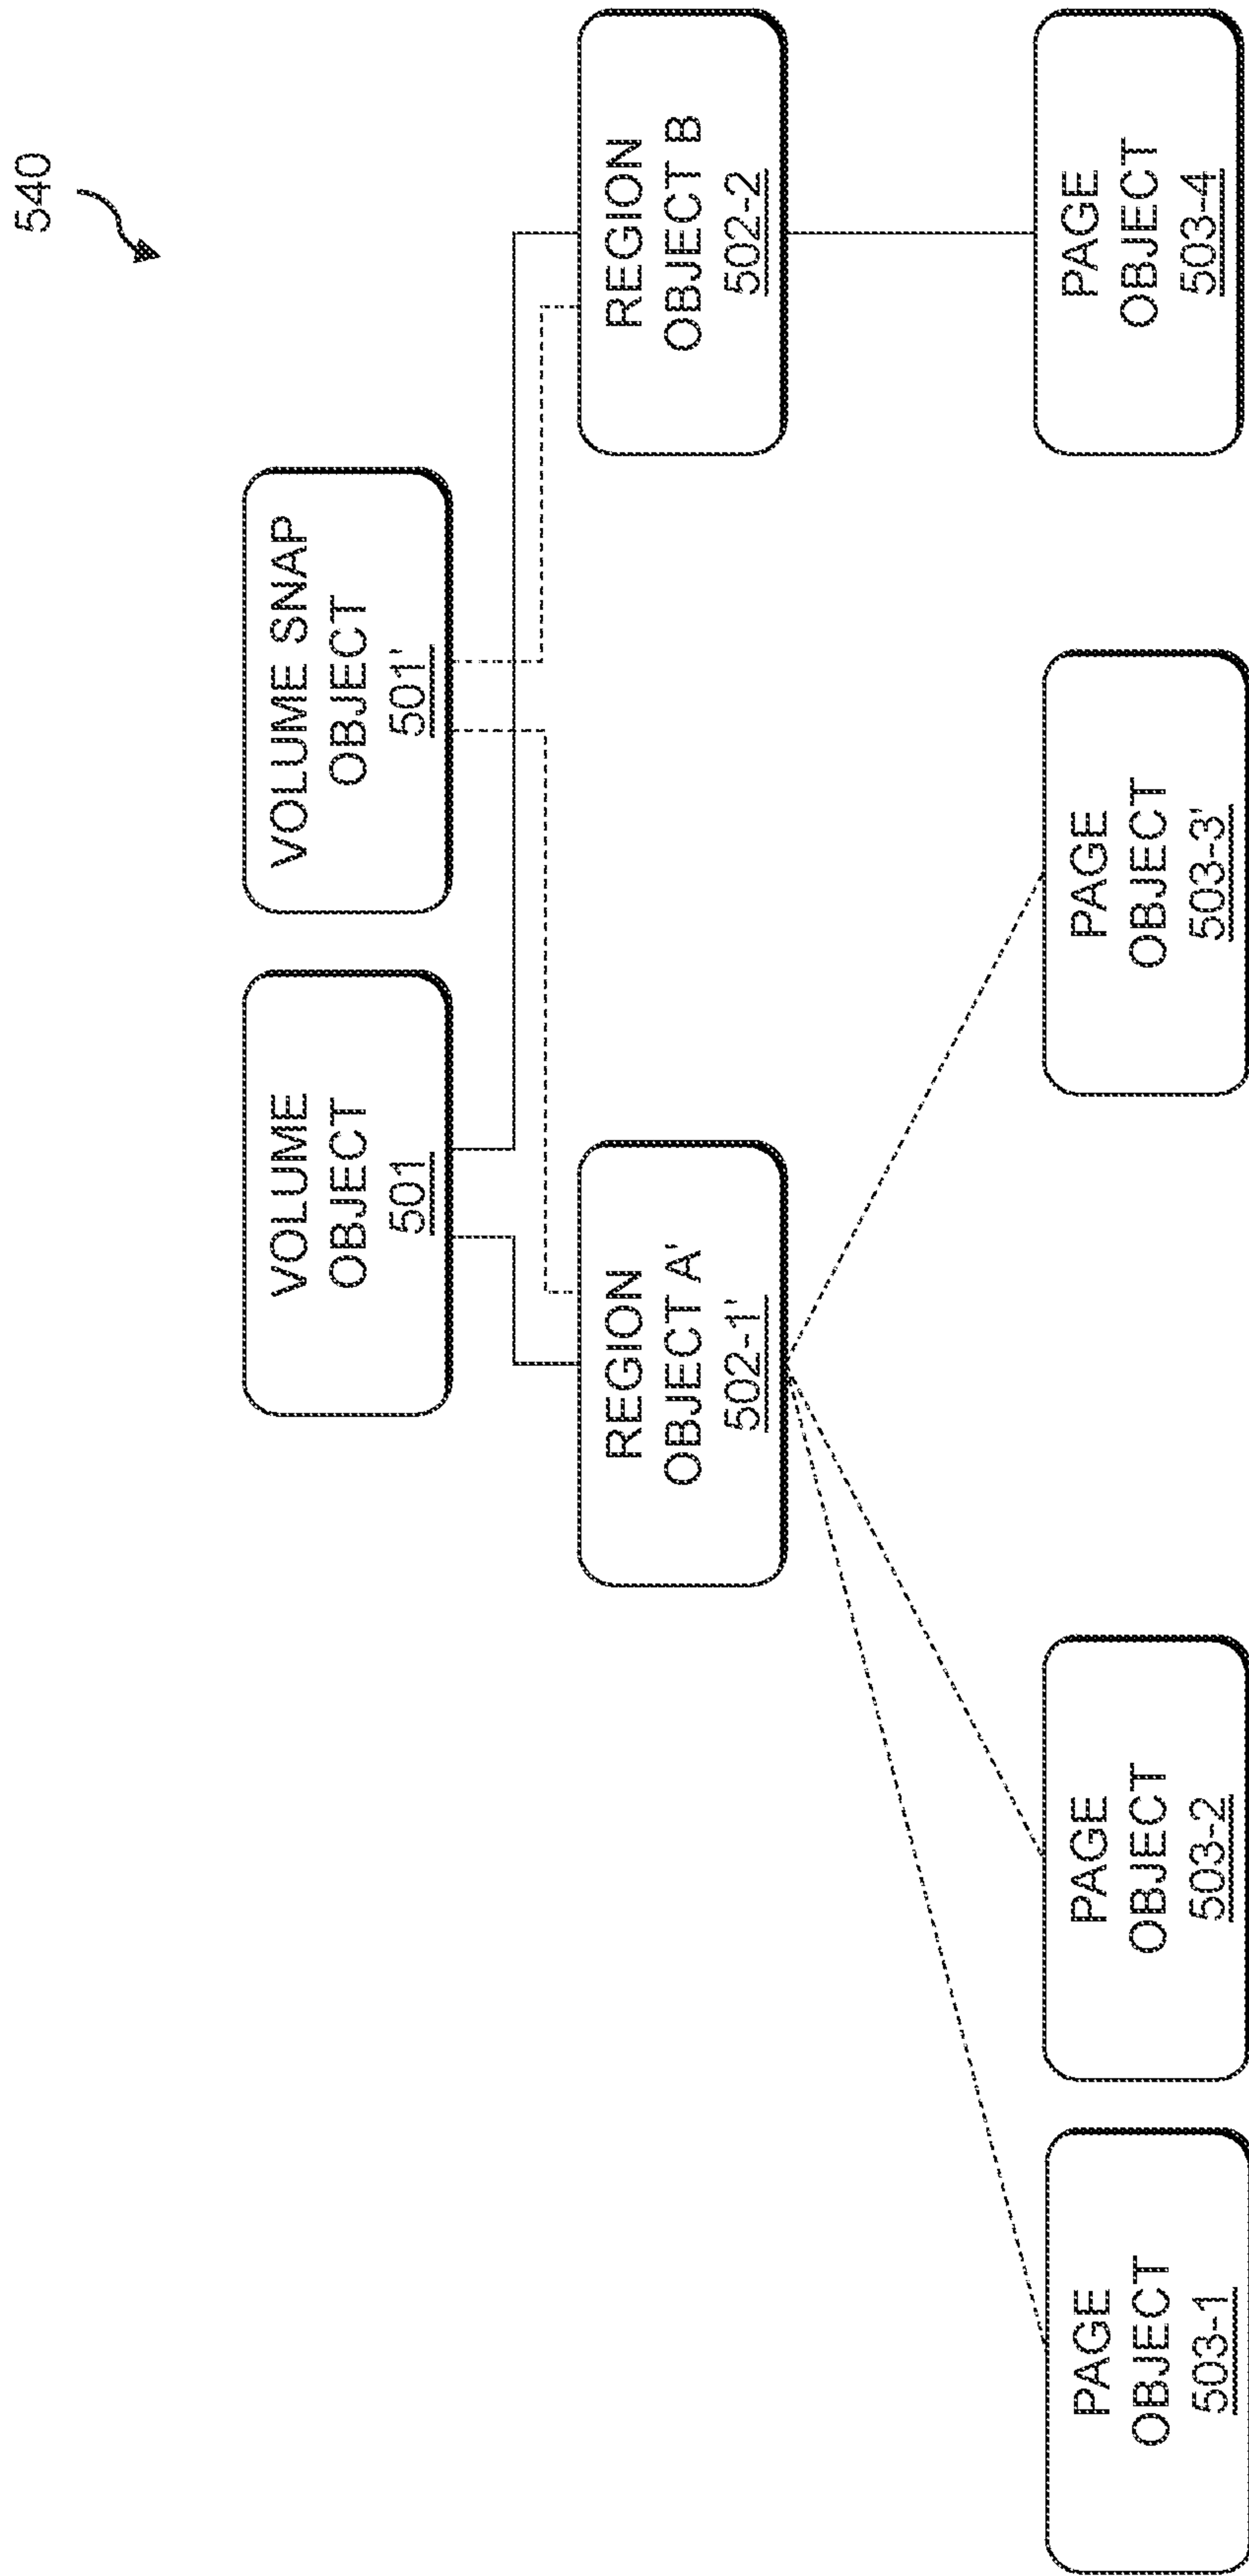 540
VOLUME
OBJECT
501
VOLUME SNAP
OBJECT
501'
REGION
OBJECT A'
502-1'
REGION
OBJECT B
502-2
PAGE
OBJECT
503-1
PAGE
OBJECT
503-2
PAGE
OBJECT
503-3'
PAGE
OBJECT
503-4